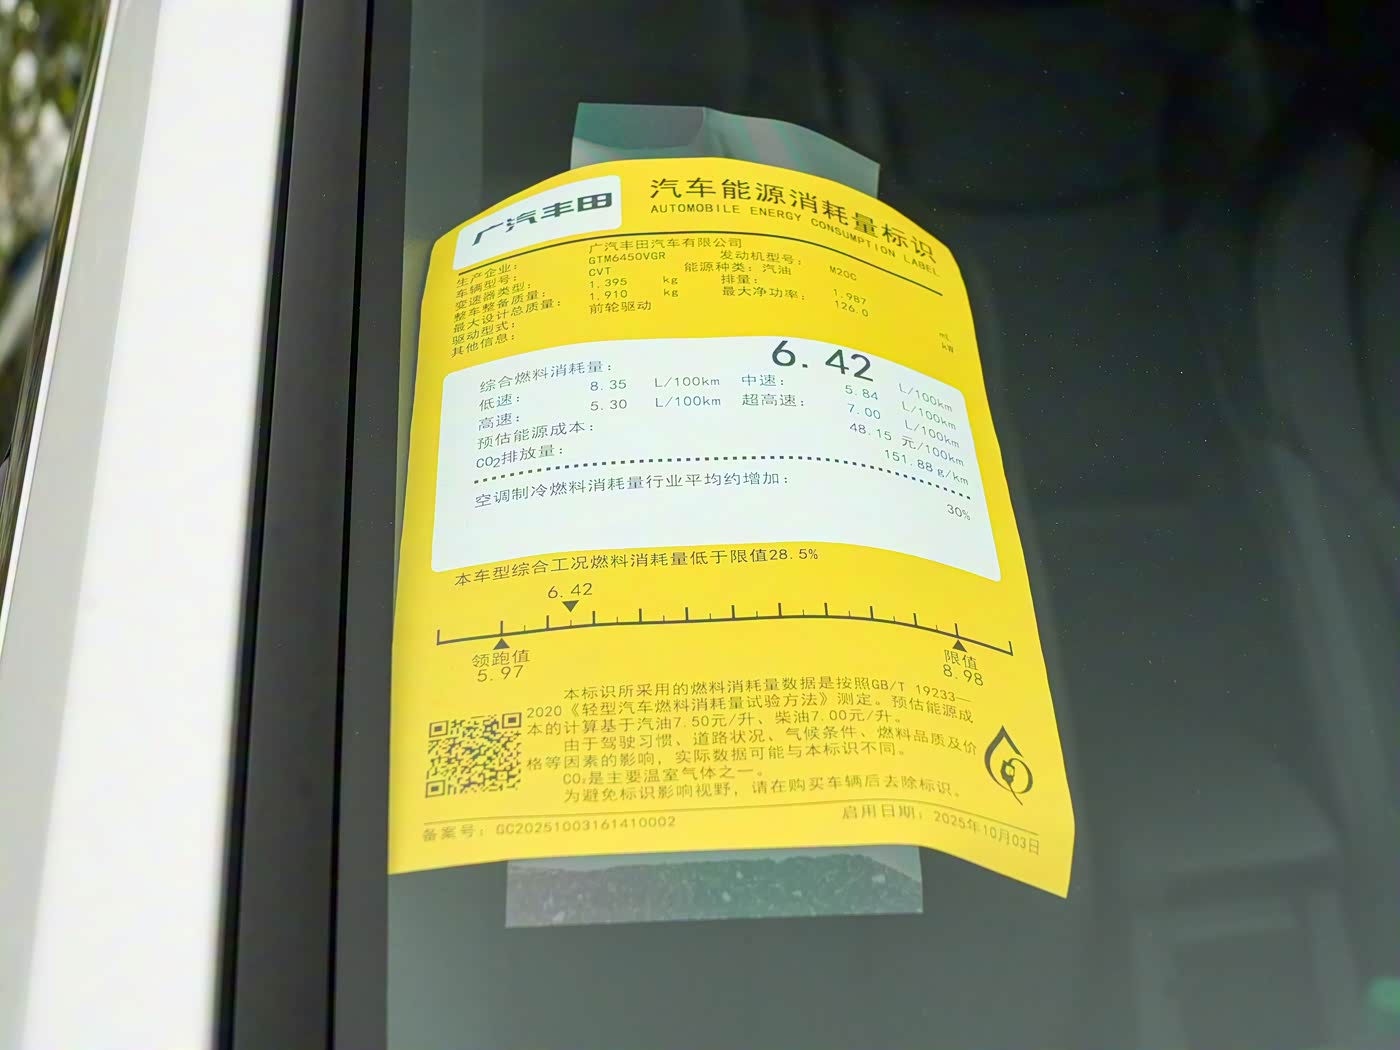 广汽丰田
汽车能源消耗量标识
AUTOMOBILE ENERGY CONSUMPTION LABEL
生产企业： 广汽丰田汽车有限公司
车辆型号： GTM6450VGR 发动机型号： M20C
变速器类型： CVT 能源种类：汽油
整车整备质量： 1.395 kg 排量： 1.987 mL
最大设计总质量： 1.910 kg 最大净功率： 126.0 kW
驱动型式： 前轮驱动
其他信息：
综合燃料消耗量： 6.42 L/100km
低速： 8.35 L/100km 中速： 5.84 L/100km
高速： 5.30 L/100km 超高速： 7.00 L/100km
预估能源成本： 48.15 元/100km
CO2排放量： 151.88 g/km
空调制冷燃料消耗量行业平均约增加： 30%
本车型综合工况燃料消耗量低于限值28.5%
6.42
领跑值 限值
5.97 8.98
本标识所采用的燃料消耗量数据是按照GB/T 19233—
2020《轻型汽车燃料消耗量试验方法》测定。预估能源成
本的计算基于汽油7.50元/升、柴油7.00元/升。
由于驾驶习惯、道路状况、气候条件、燃料品质及价
格等因素的影响，实际数据可能与本标识不同。
CO₂是主要温室气体之一。
为避免标识影响视野，请在购买车辆后去除标识。
备案号：GC20251003161410002 启用日期：2025年10月03日